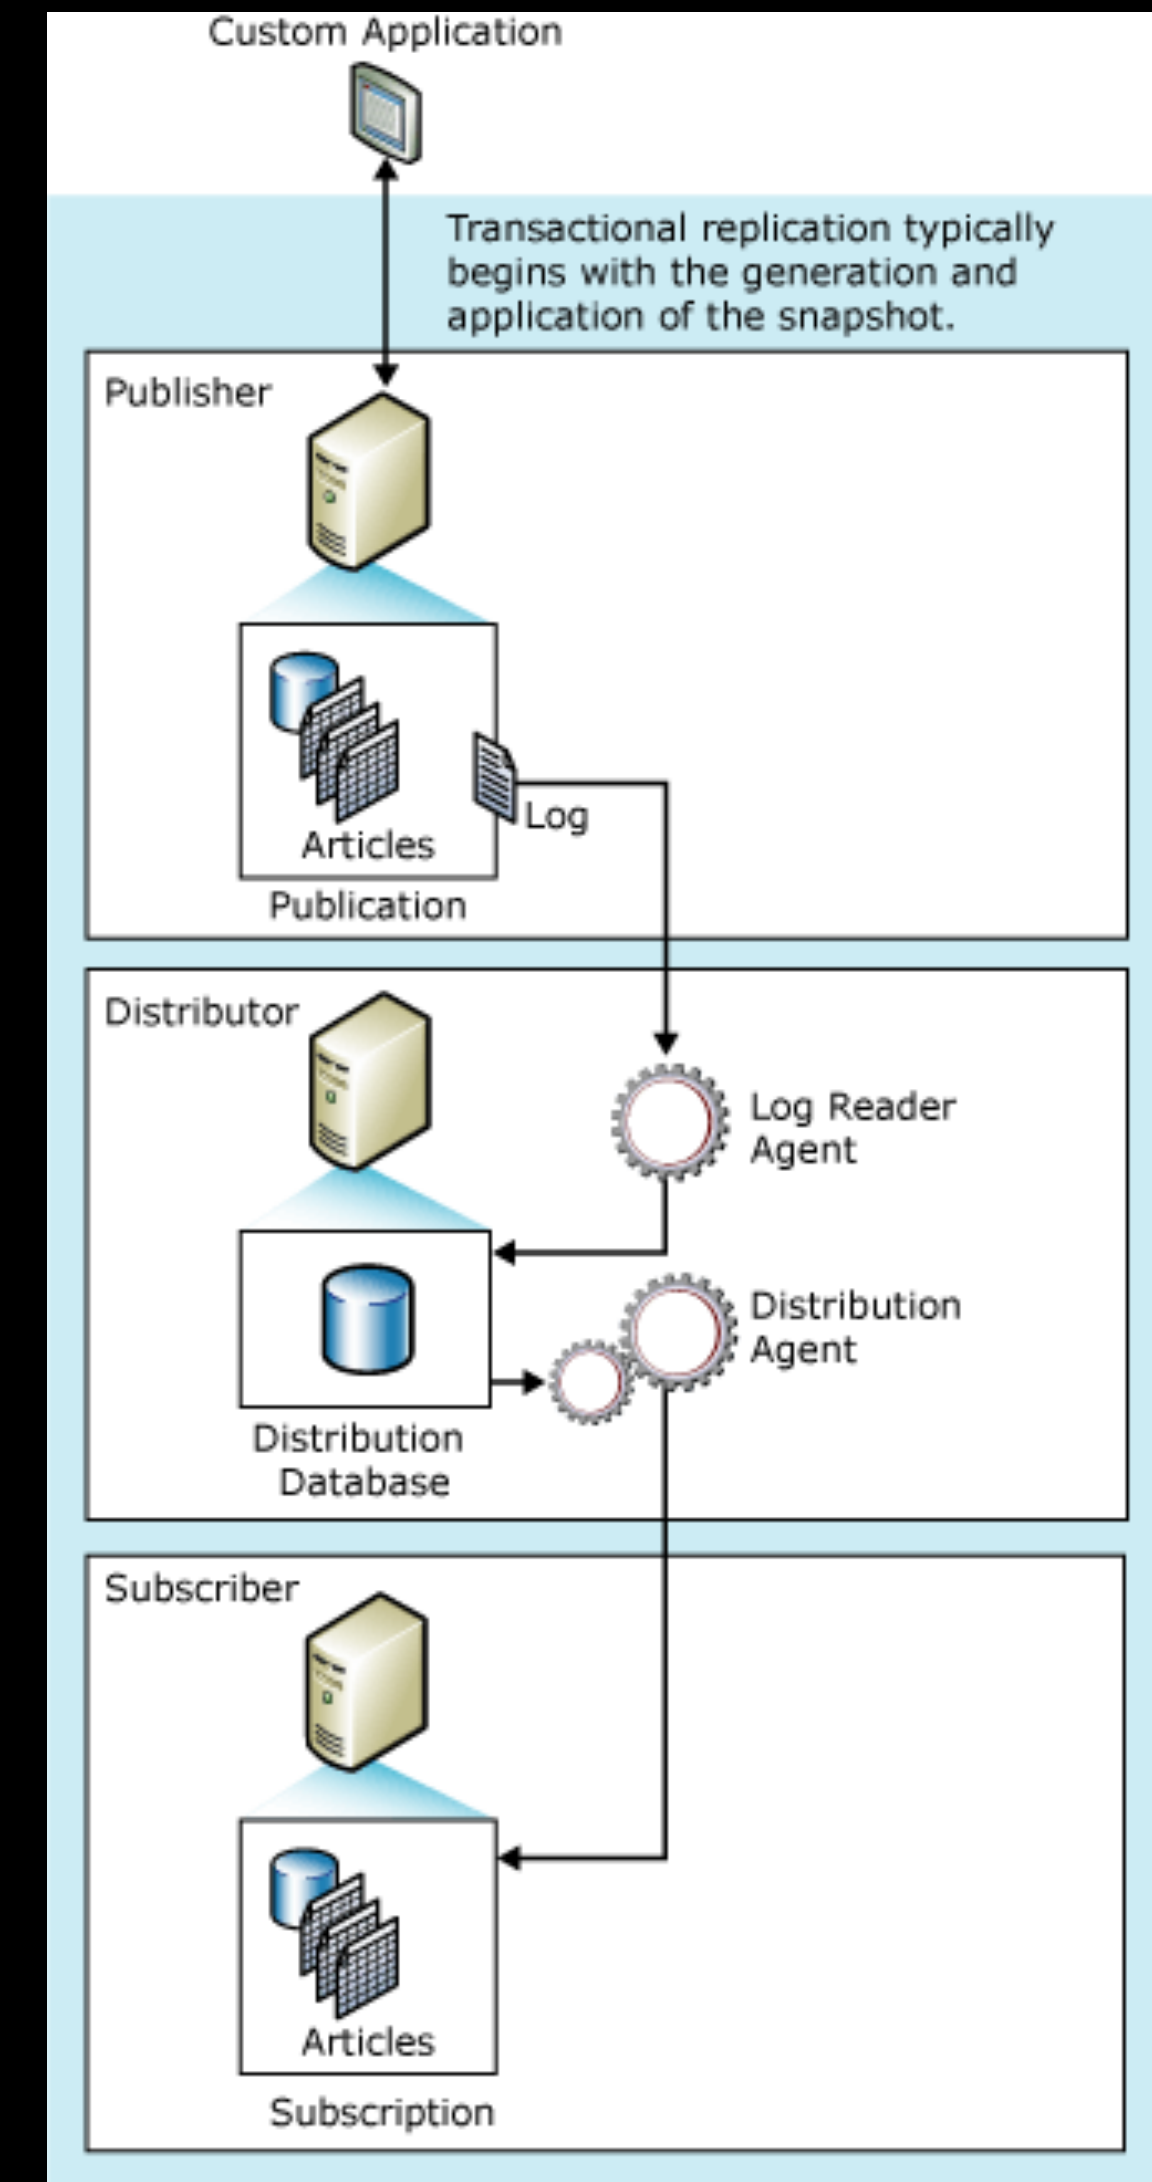 Custom Application
Transactional replication typically
begins with the generation and
application of the snapshot.
Publisher
Log
Articles
Publication
Distributor
Log Reader
Agent
Distribution
Agent
Distribution
Database
Subscriber
Articles
Subscription